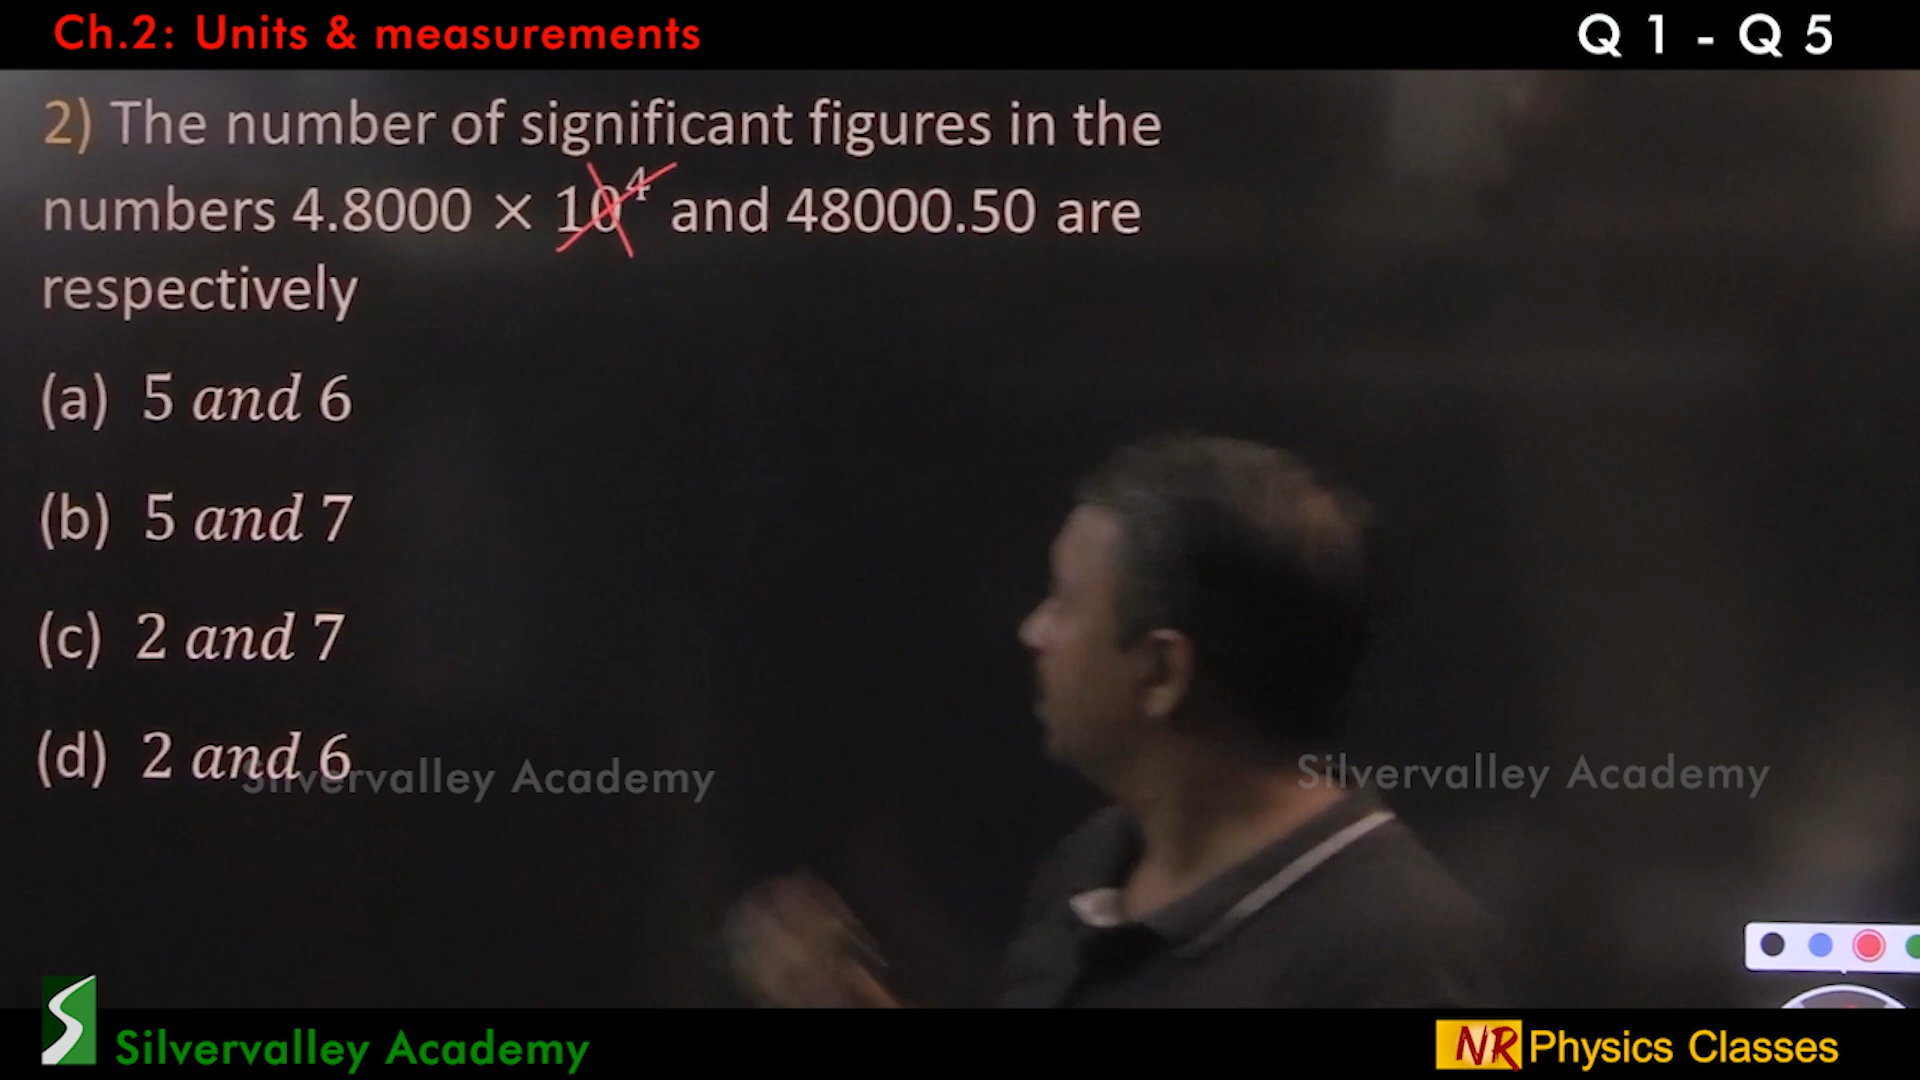 Ch.2: Units & measurements
Q 1 - Q 5
2) The number of significant figures in the
numbers 4.8000 × 10⁴ and 48000.50 are
respectively
(a) 5 and 6
(b) 5 and 7
(c) 2 and 7
(d) 2 and 6
Silvervalley Academy
Silvervalley Academy
Silvervalley Academy
NR Physics Classes